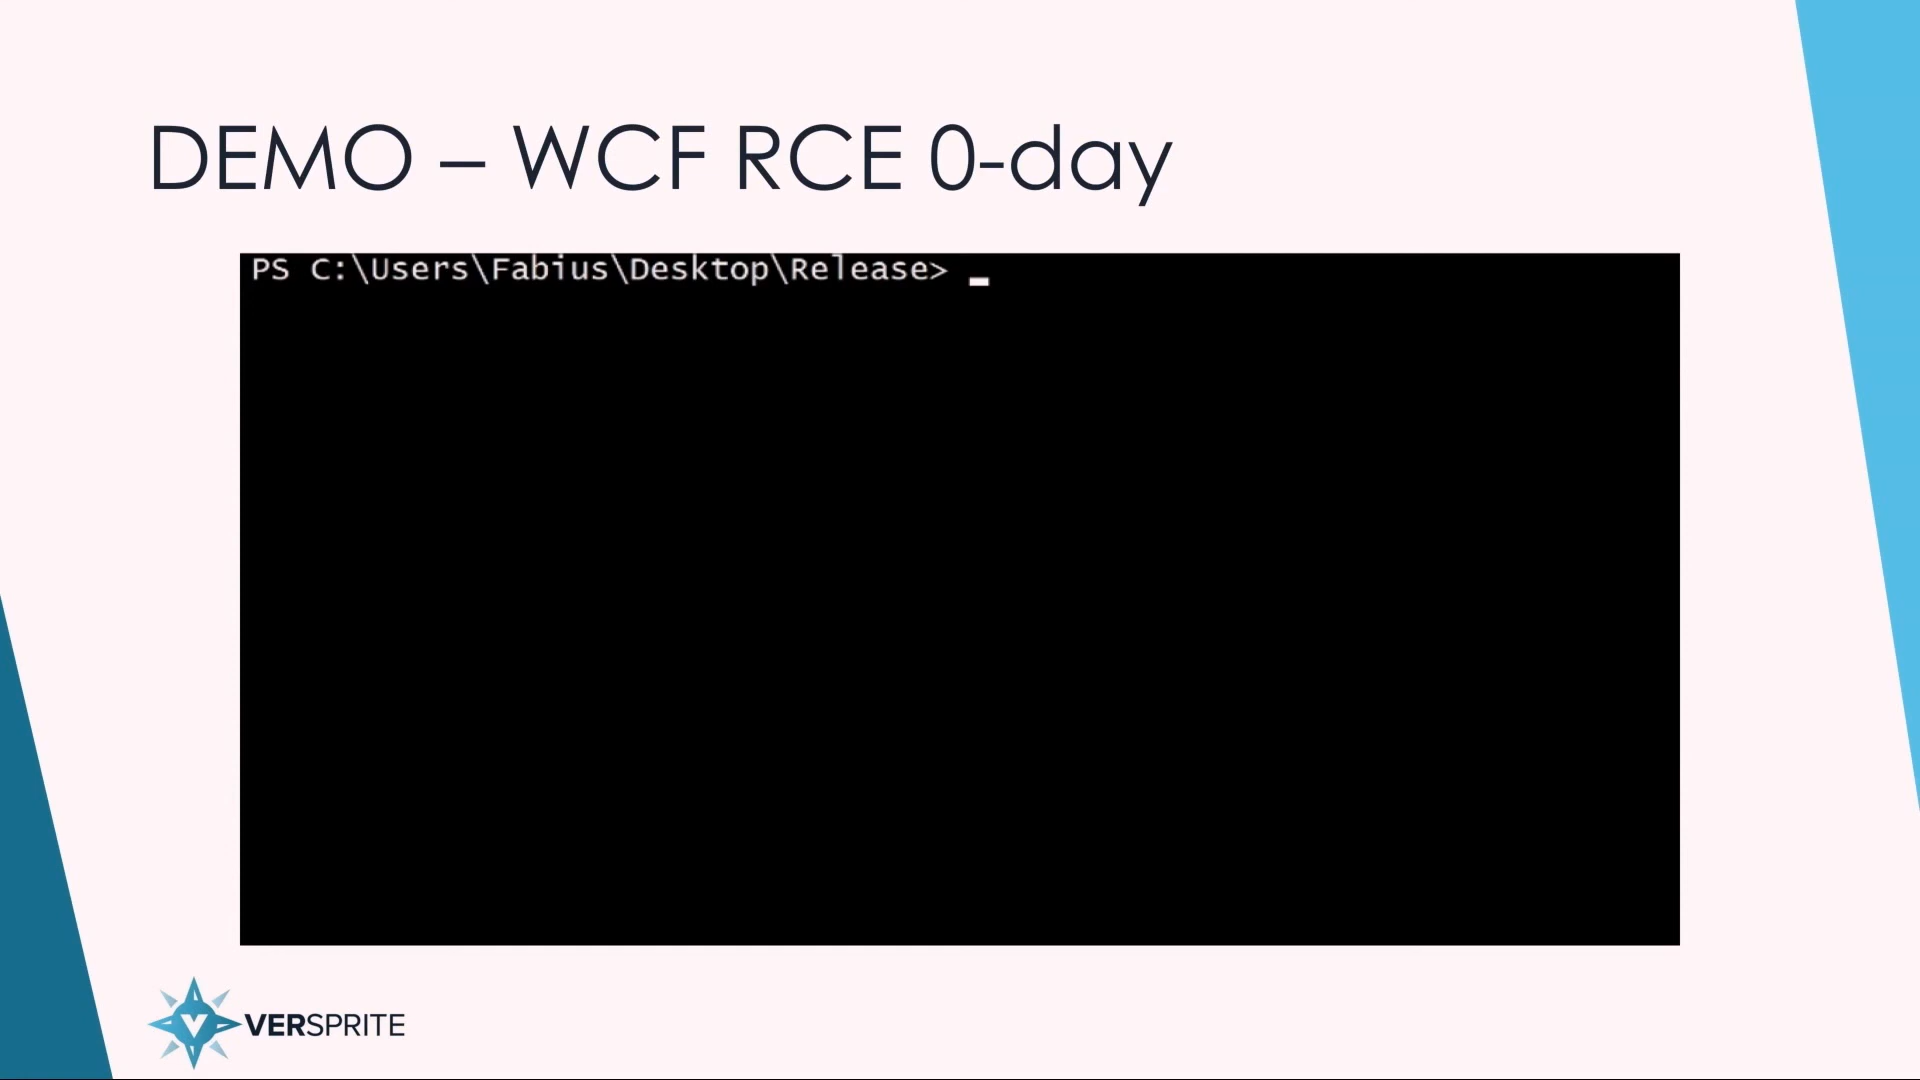 DEMO – WCF RCE 0-day
PS C:\Users\Fabius\Desktop\Release>
VERSPRITE